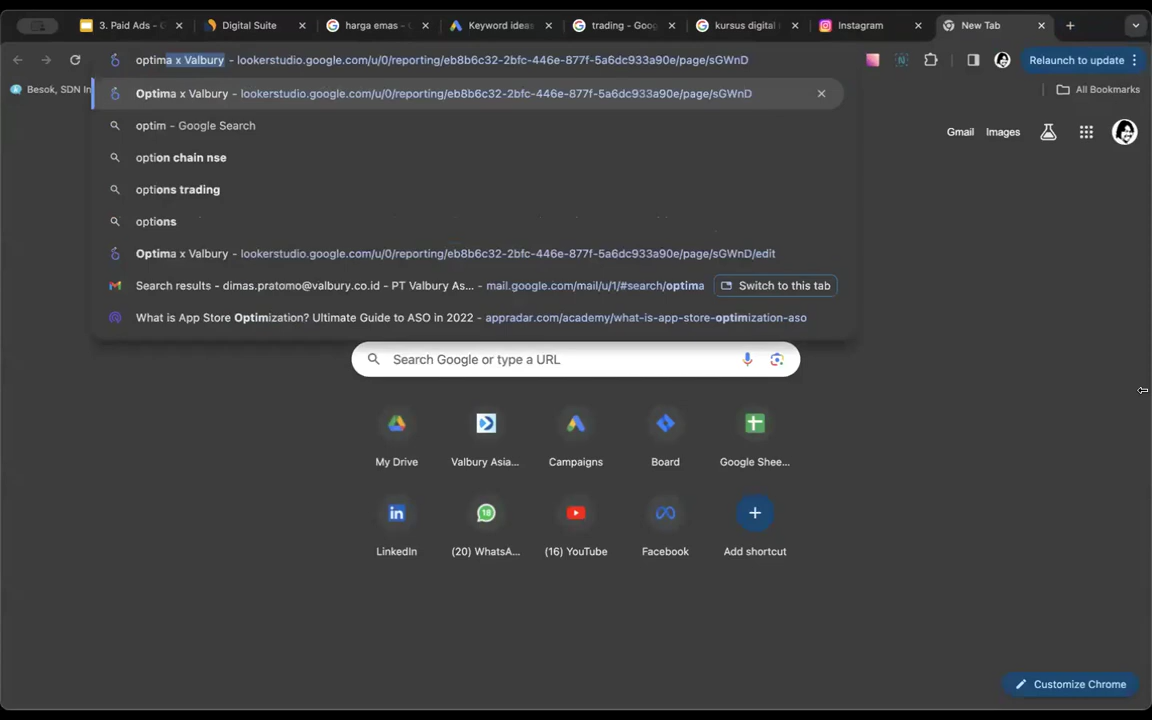 3. Paid Ads -
Digital Suite
harga emas -
Keyword ideas
trading - Goog
kursus digital
Instagram
New Tab
optima x Valbury - lookerstudio.google.com/u/0/reporting/eb8b6c32-2bfc-446e-877f-5a6dc933a90e/page/sGWnD
Relaunch to update
Besok, SDN In
Optima x Valbury - lookerstudio.google.com/u/0/reporting/eb8b6c32-2bfc-446e-877f-5a6dc933a90e/page/sGWnD
All Bookmarks
optim - Google Search
Gmail
Images
option chain nse
options trading
options
Optima x Valbury - lookerstudio.google.com/u/0/reporting/eb8b6c32-2bfc-446e-877f-5a6dc933a90e/page/sGWnD/edit
Search results - dimas.pratomo@valbury.co.id - PT Valbury As... - mail.google.com/mail/u/1/#search/optima
Switch to this tab
What is App Store Optimization? Ultimate Guide to ASO in 2022 - appradar.com/academy/what-is-app-store-optimization-aso
Search Google or type a URL
My Drive
Valbury Asia...
Campaigns
Board
Google Shee...
18
LinkedIn
(20) WhatsA...
(16) YouTube
Facebook
Add shortcut
Customize Chrome